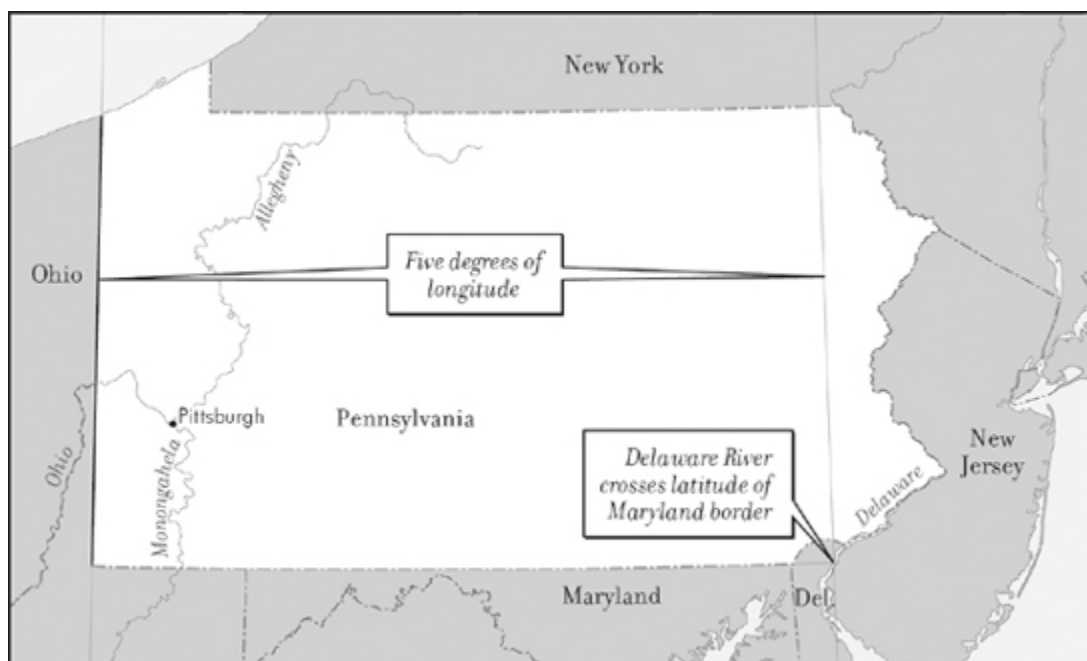 New York
Allegheny
Ohio
Five degrees of
longitude
Pittsburgh
Pennsylvania
Ohio
Monongahela
Delaware River
crosses latitude of
Maryland border
Delaware
New
Jersey
Maryland
Del